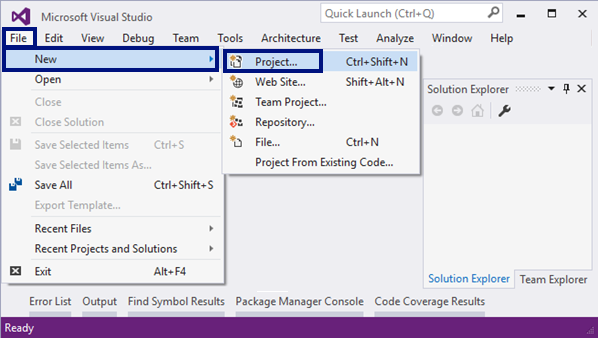 Microsoft Visual Studio
Quick Launch (Ctrl+Q)
File Edit View Debug Team Tools Architecture Test Analyze Window Help
New
Open
Close
Close Solution
Save Selected Items Ctrl+S
Save Selected Items As...
Save All Ctrl+Shift+S
Export Template...
Recent Files
Recent Projects and Solutions
Exit Alt+F4
Project... Ctrl+Shift+N
Web Site... Shift+Alt+N
Team Project...
Repository...
File... Ctrl+N
Project From Existing Code...
Solution Explorer
Solution Explorer Team Explorer
Error List Output Find Symbol Results Package Manager Console Code Coverage Results
Ready